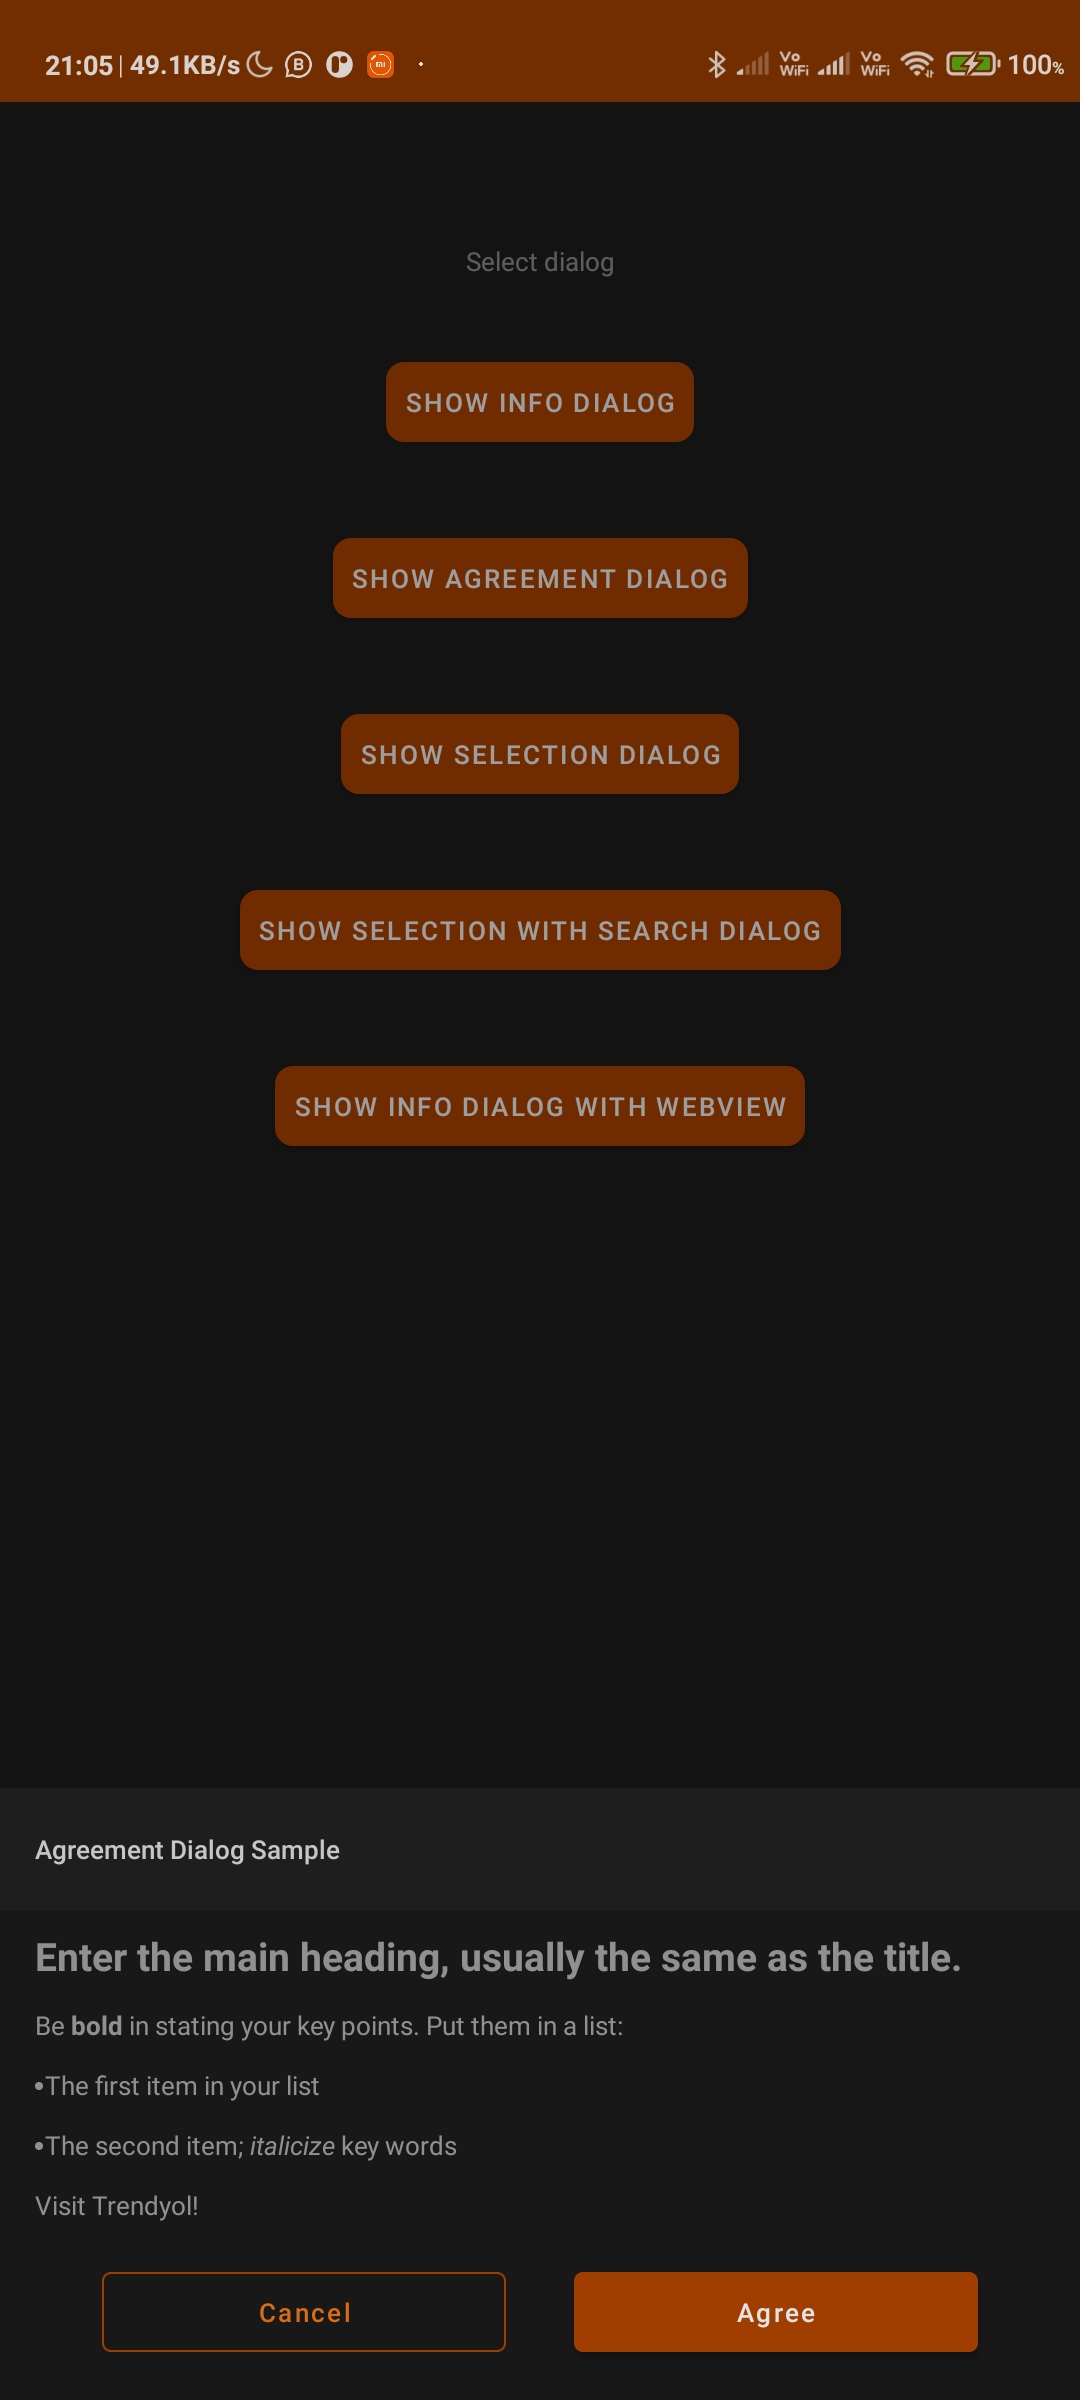 21:05 | 49.1KB/s B mi Vo WiFi Vo WiFi 100%
Select dialog
SHOW INFO DIALOG
SHOW AGREEMENT DIALOG
SHOW SELECTION DIALOG
SHOW SELECTION WITH SEARCH DIALOG
SHOW INFO DIALOG WITH WEBVIEW
Agreement Dialog Sample
Enter the main heading, usually the same as the title.
Be bold in stating your key points. Put them in a list:
•The first item in your list
•The second item; italicize key words
Visit Trendyol!
Cancel Agree